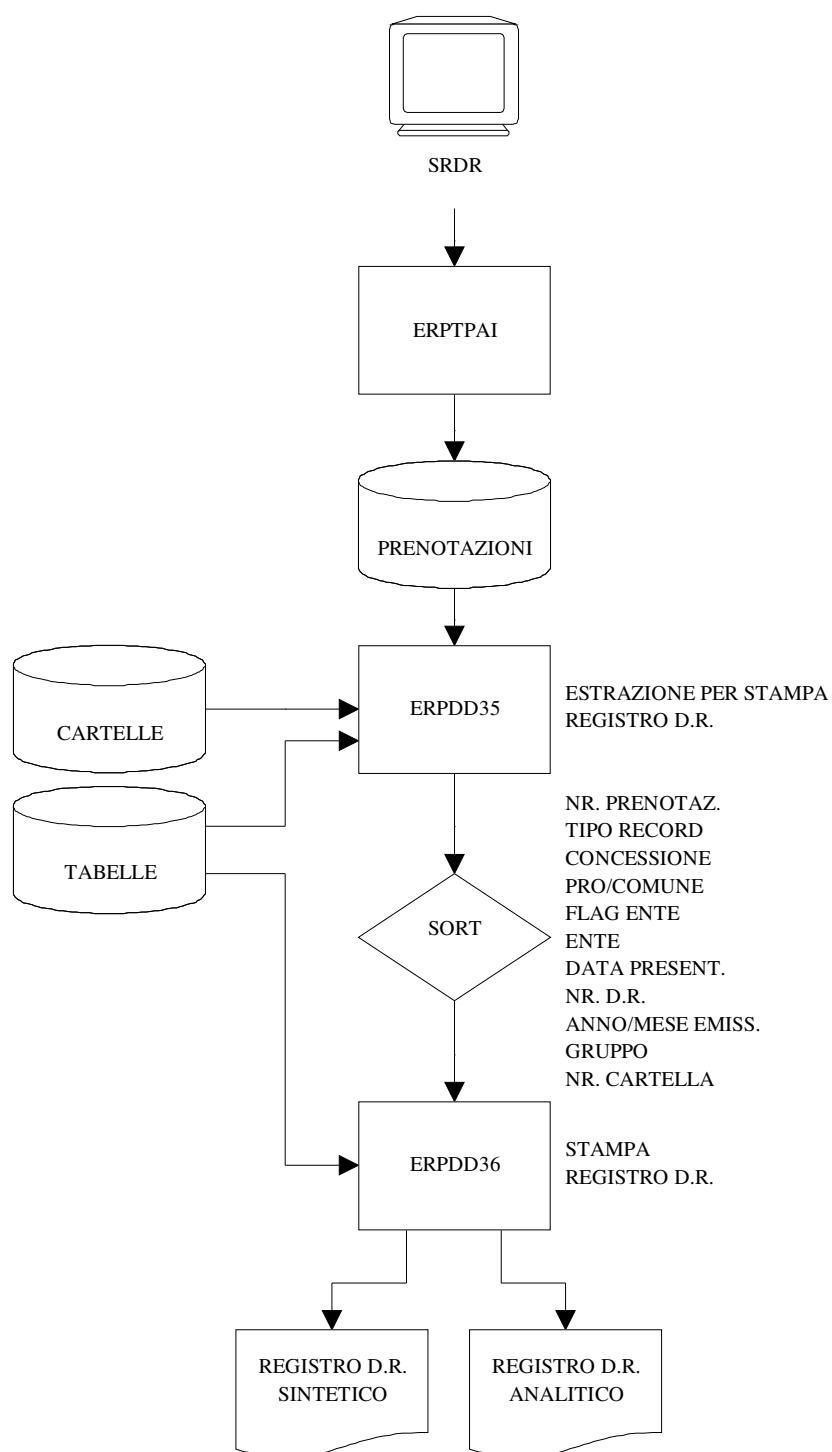 SRDR
ERPTPAI
PRENOTAZIONI
CARTELLE
ERPDD35
ESTRAZIONE PER STAMPA
REGISTRO D.R.
TABELLE
SORT
NR. PRENOTAZ.
TIPO RECORD
CONCESSIONE
PRO/COMUNE
FLAG ENTE
ENTE
DATA PRESENT.
NR. D.R.
ANNO/MESE EMISS.
GRUPPO
NR. CARTELLA
ERPDD36
STAMPA
REGISTRO D.R.
REGISTRO D.R.
SINTETICO
REGISTRO D.R.
ANALITICO